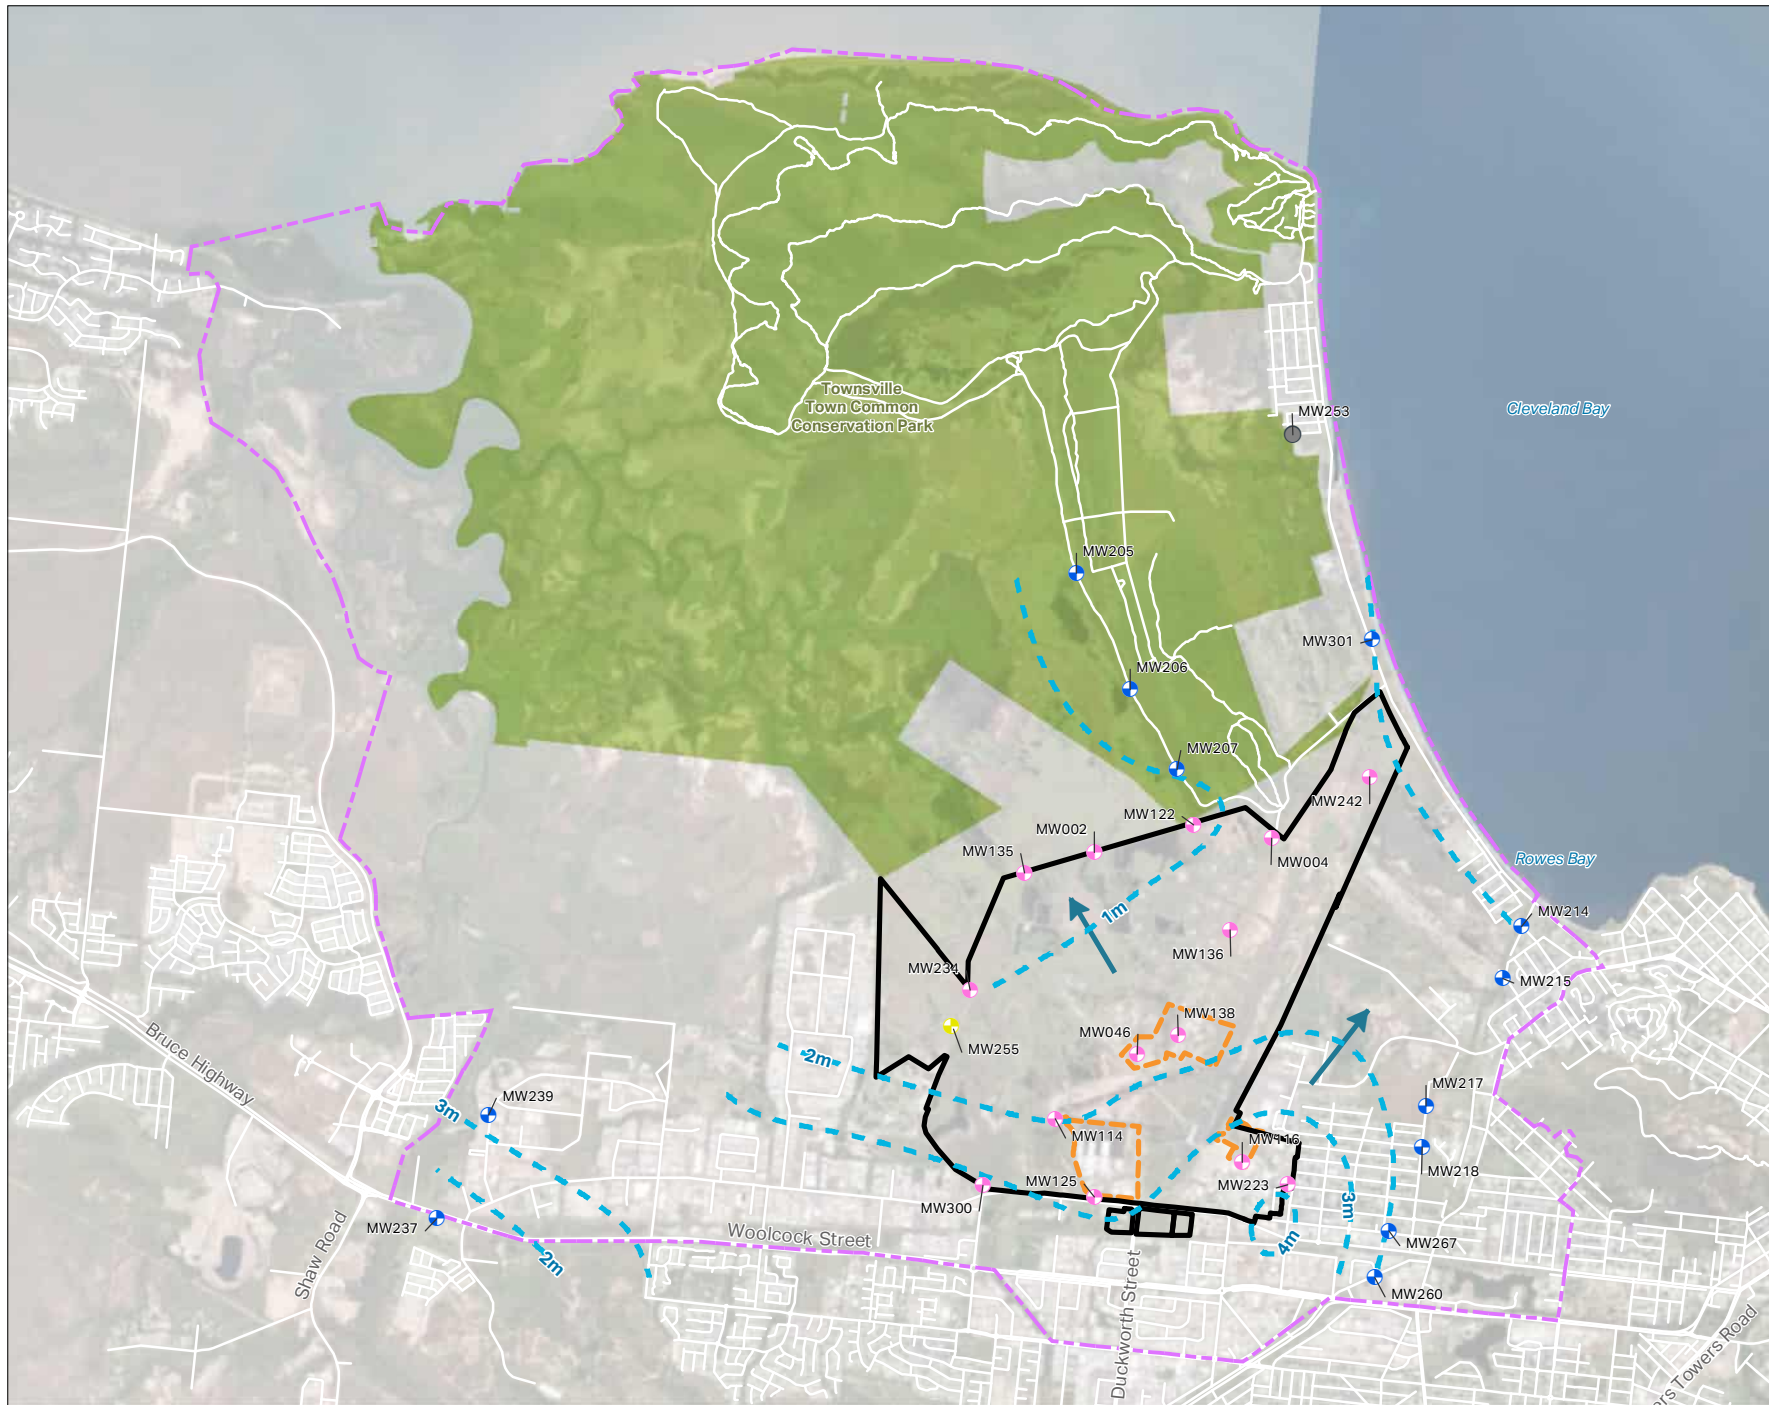 Townsville
Town Common
Conservation Park
Cleveland Bay
MW253
MW205
MW301
MW206
MW207
MW242
MW122
MW002
MW135
MW004
Rowes Bay
1m
MW214
MW136
MW234
MW215
MW138
MW046
MW255
2m
Bruce Highway
MW239
3m
MW217
MW114
MW116
MW218
MW125
MW223
MW300
3m
MW237
Shaw Road
Woolcock Street
2m
4m
MW267
MW260
Duckworth Street
ers Towers Road